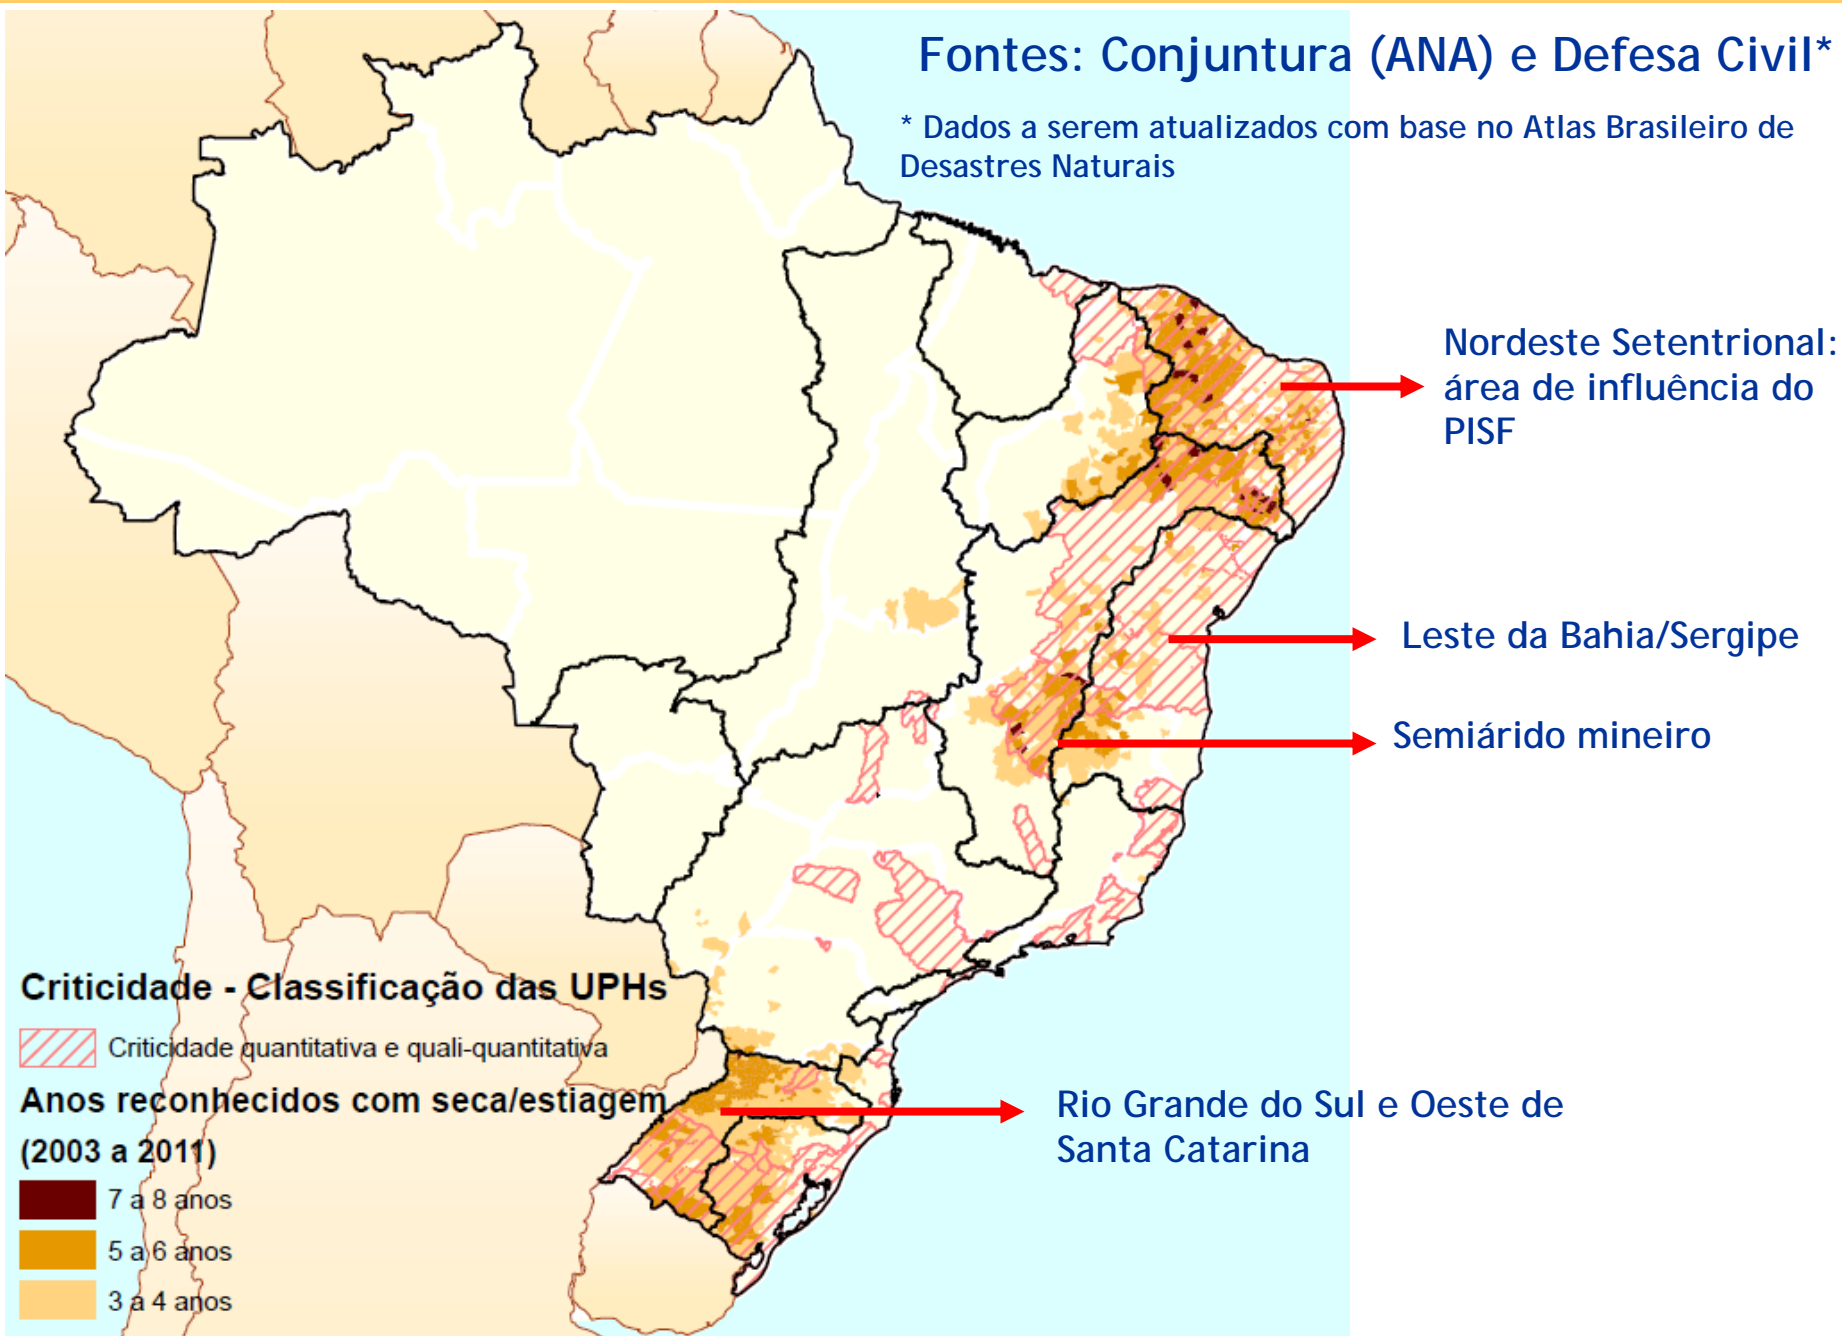 Fontes: Conjuntura (ANA) e Defesa Civil*
* Dados a serem atualizados com base no Atlas Brasileiro de
Desastres Naturais
Nordeste Setentrional:
área de influência do
PISF
Leste da Bahia/Sergipe
Semiárido mineiro
Rio Grande do Sul e Oeste de
Santa Catarina
Criticidade - Classificação das UPHs
Criticidade quantitativa e quali-quantitativa
Anos reconhecidos com seca/estiagem
(2003 a 2011)
7 a 8 anos
5 a 6 anos
3 a 4 anos